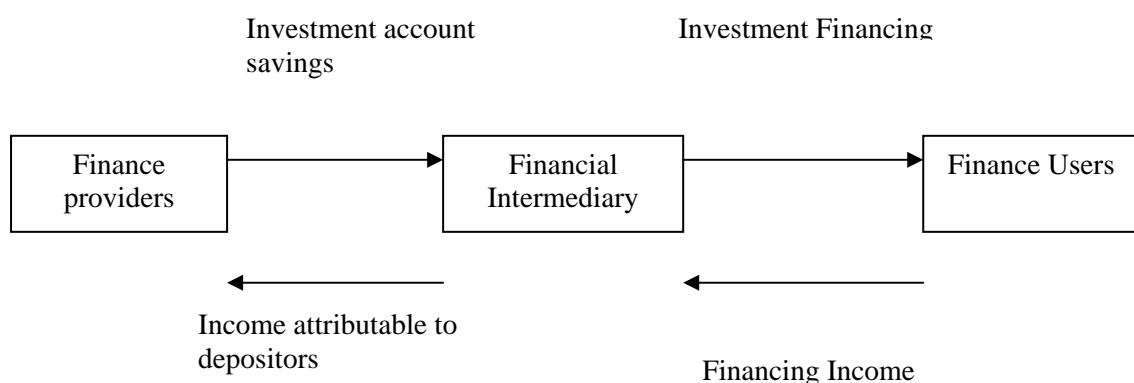 Investment account
savings
Investment Financing
Finance
providers
Financial
Intermediary
Finance Users
Income attributable to
depositors
Financing Income